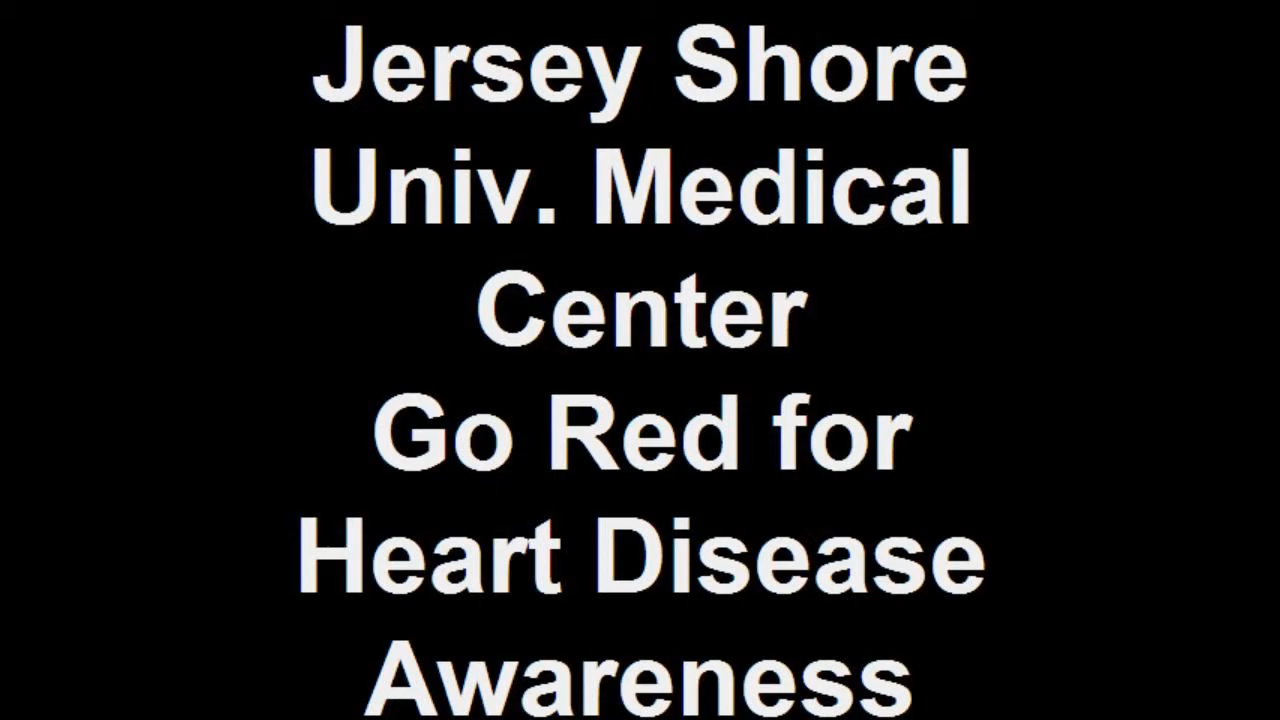 Jersey Shore
Univ. Medical
Center
Go Red for
Heart Disease
Awareness